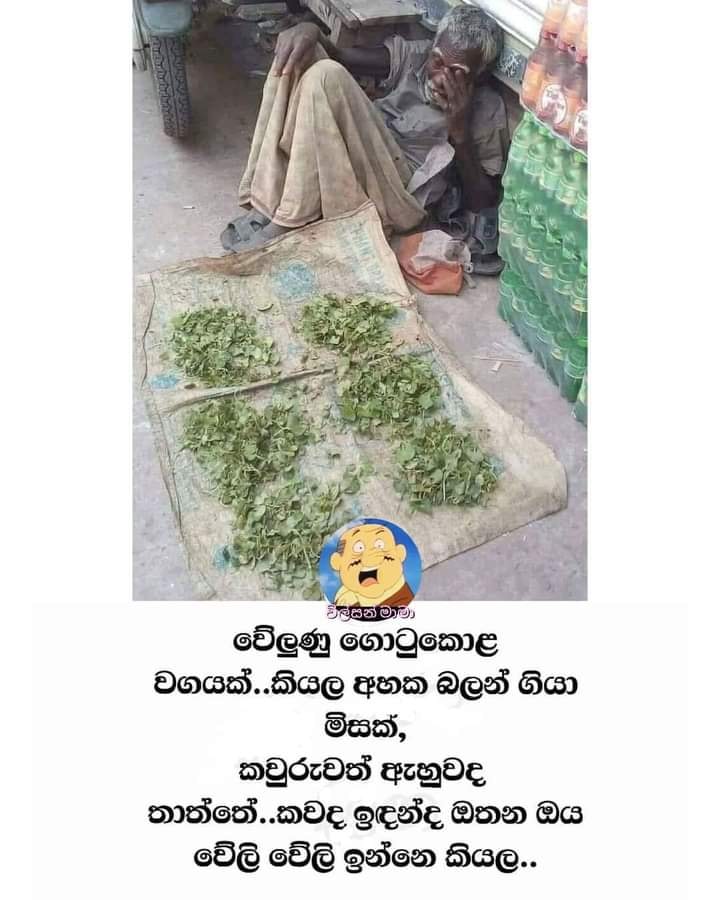 විල්සන් මාමා
වේලුණු ගොටුකොළ
වගයක්..කියල අහක බලන් ගියා
මිසක්,
කවුරුවත් ඇහුවද
තාත්තේ..කවද ඉඳන්ද ඔතන ඔය
වේලි වේලි ඉන්නෙ කියල..